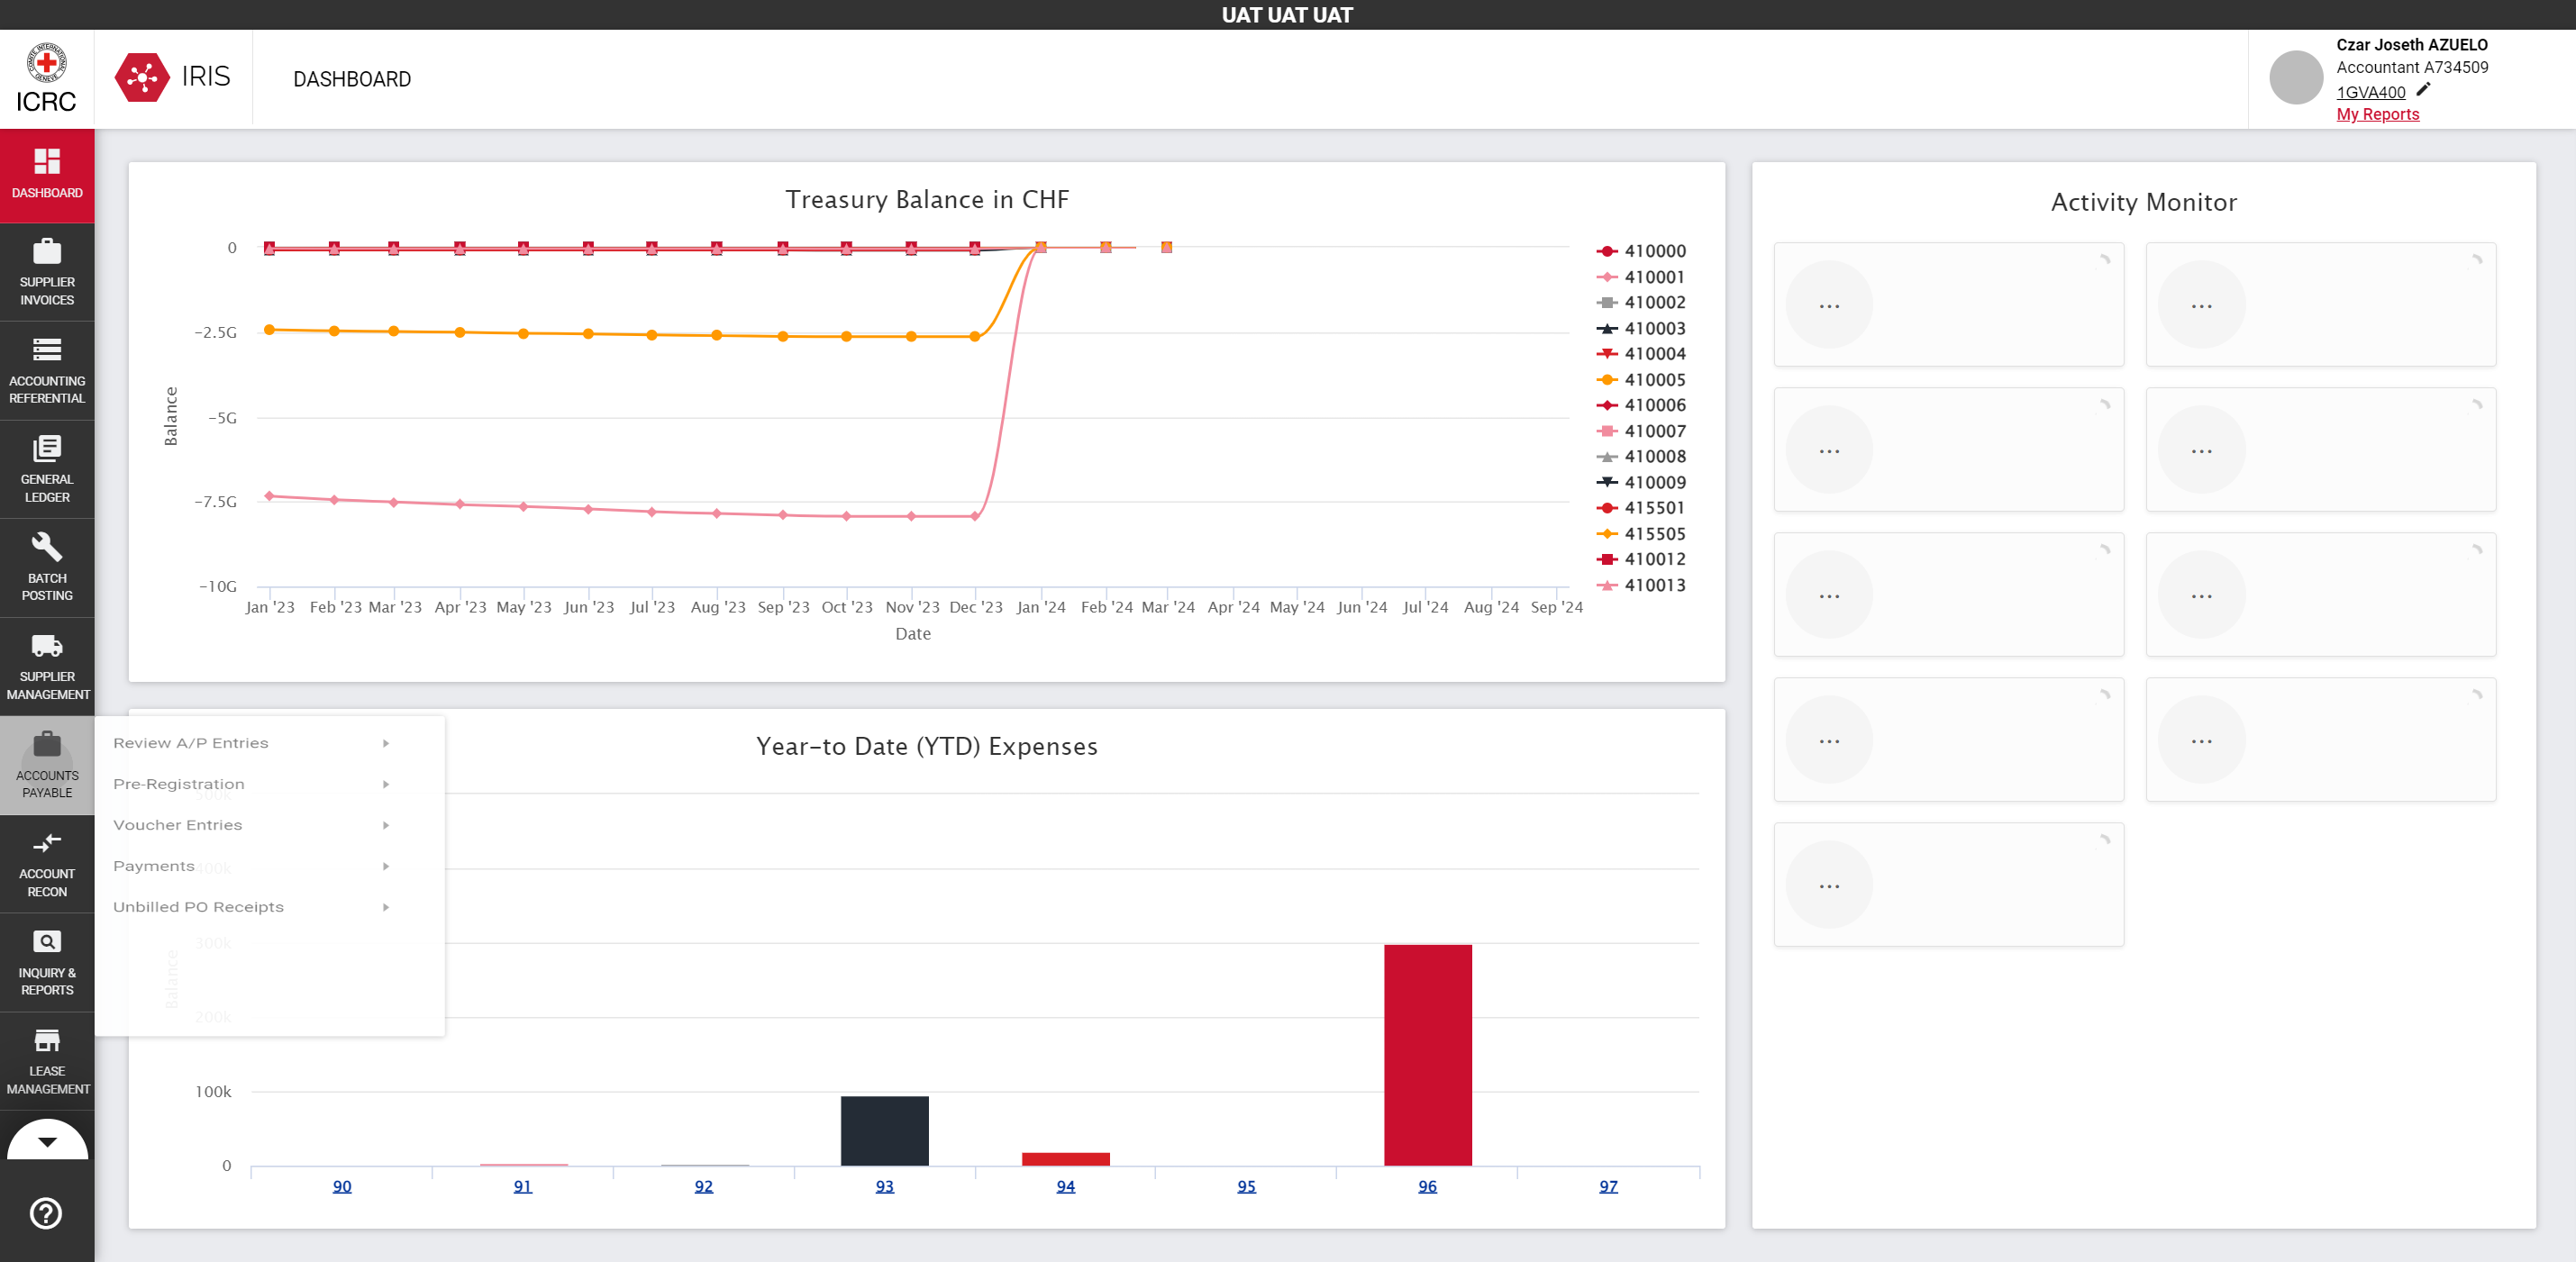 UAT UAT UAT
ICRC
IRIS
DASHBOARD
Czar Joseth AZUELO
Accountant A734509
1GVA400
My Reports
DASHBOARD
SUPPLIER
INVOICES
ACCOUNTING
REFERENTIAL
GENERAL
LEDGER
BATCH
POSTING
SUPPLIER
MANAGEMENT
ACCOUNTS
PAYABLE
ACCOUNT
RECON
INQUIRY &
REPORTS
LEASE
MANAGEMENT
Review A/P Entries
Pre-Registration
Voucher Entries
Payments
Unbilled PO Receipts
Treasury Balance in CHF
Balance
0
-2.5G
-5G
-7.5G
-10G
Jan '23 Feb '23 Mar '23 Apr '23 May '23 Jun '23 Jul '23 Aug '23 Sep '23 Oct '23 Nov '23 Dec '23 Jan '24 Feb '24 Mar '24 Apr '24 May '24 Jun '24 Jul '24 Aug '24 Sep '24
Date
410000
410001
410002
410003
410004
410005
410006
410007
410008
410009
415501
415505
410012
410013
Year-to Date (YTD) Expenses
Balance
500k
400k
300k
200k
100k
0
90 91 92 93 94 95 96 97
Activity Monitor
... ...
... ...
... ...
... ...
...